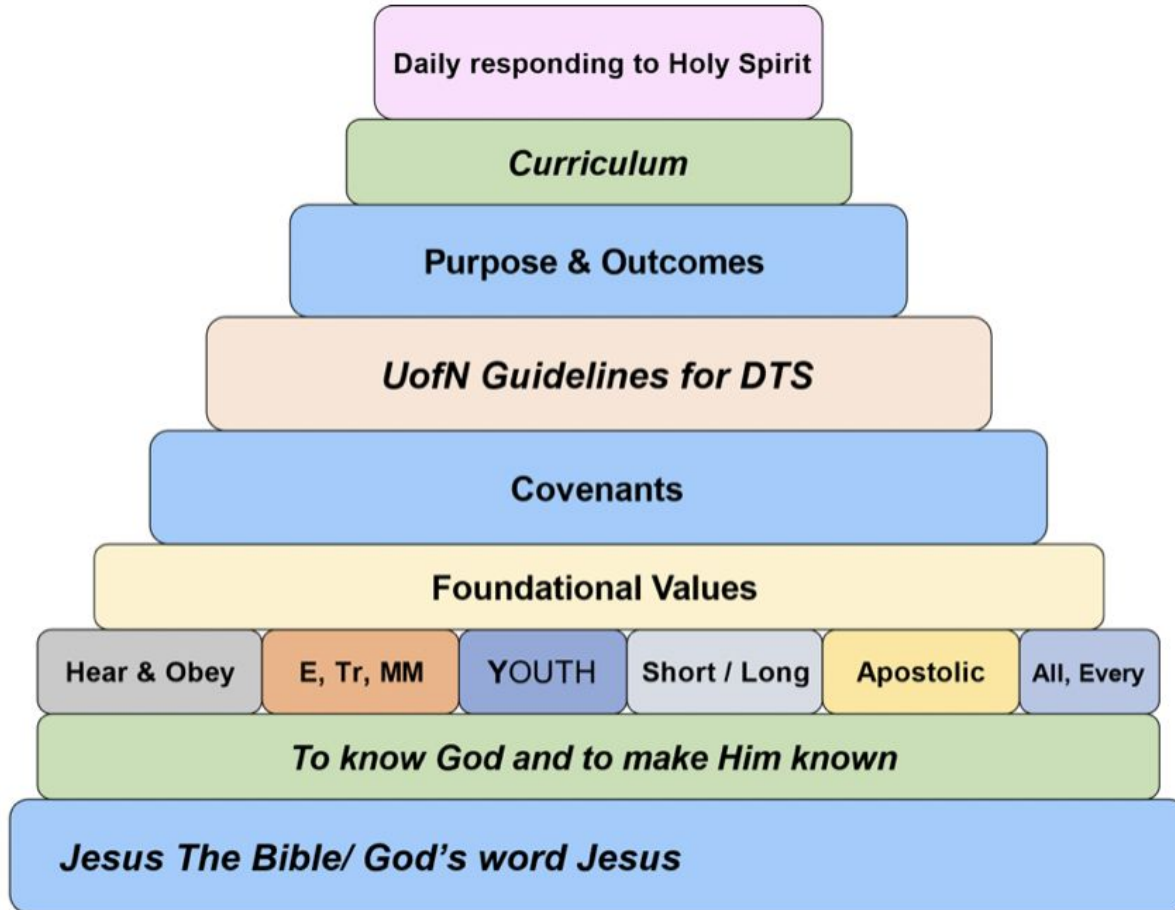 Daily responding to Holy Spirit
Curriculum
Purpose & Outcomes
UofN Guidelines for DTS
Covenants
Foundational Values
Hear & Obey
E, Tr, MM
YOUTH
Short / Long
Apostolic
All, Every
To know God and to make Him known
Jesus The Bible/ God’s word Jesus